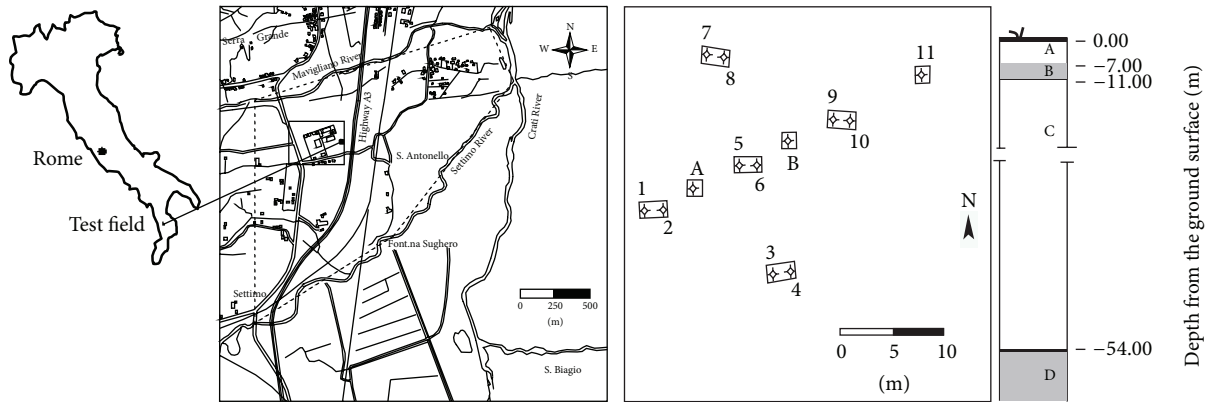 Rome
Test field
Serra Grande
Mavigliano River
N
W E
S
Highway A3
Crati River
S. Antonello
Settimo River
Font.na Sughero
Settimo
0 250 500
(m)
S. Biagio
7
8
11
9
10
5
B
6
A
1
2
3
4
N
0 5 10
(m)
A
B
C
D
0.00
−7.00
−11.00
−54.00
Depth from the ground surface (m)